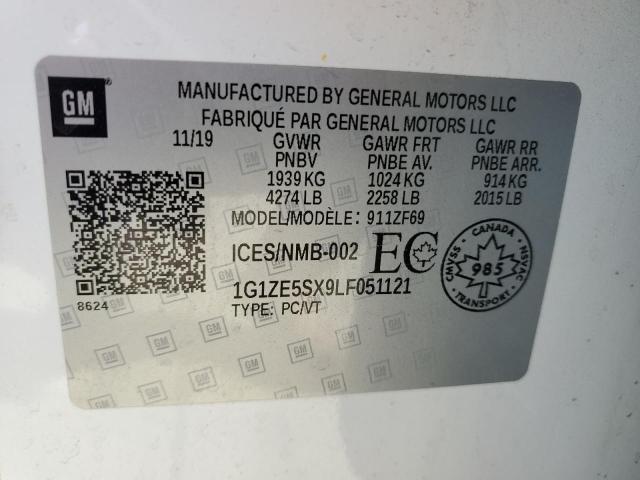 GM
MANUFACTURED BY GENERAL MOTORS LLC
FABRIQUÉ PAR GENERAL MOTORS LLC
11/19 GVWR GAWR FRT GAWR RR
PNBV PNBE AV. PNBE ARR.
1939 KG 1024 KG 914 KG
4274 LB 2258 LB 2015 LB
MODEL/MODÈLE: 911ZF69
ICES/NMB-002 EC
CANADA
CMVSS 985 NSVAC
TRANSPORT
8624
1G1ZE5SX9LF051121
TYPE: PC/VT